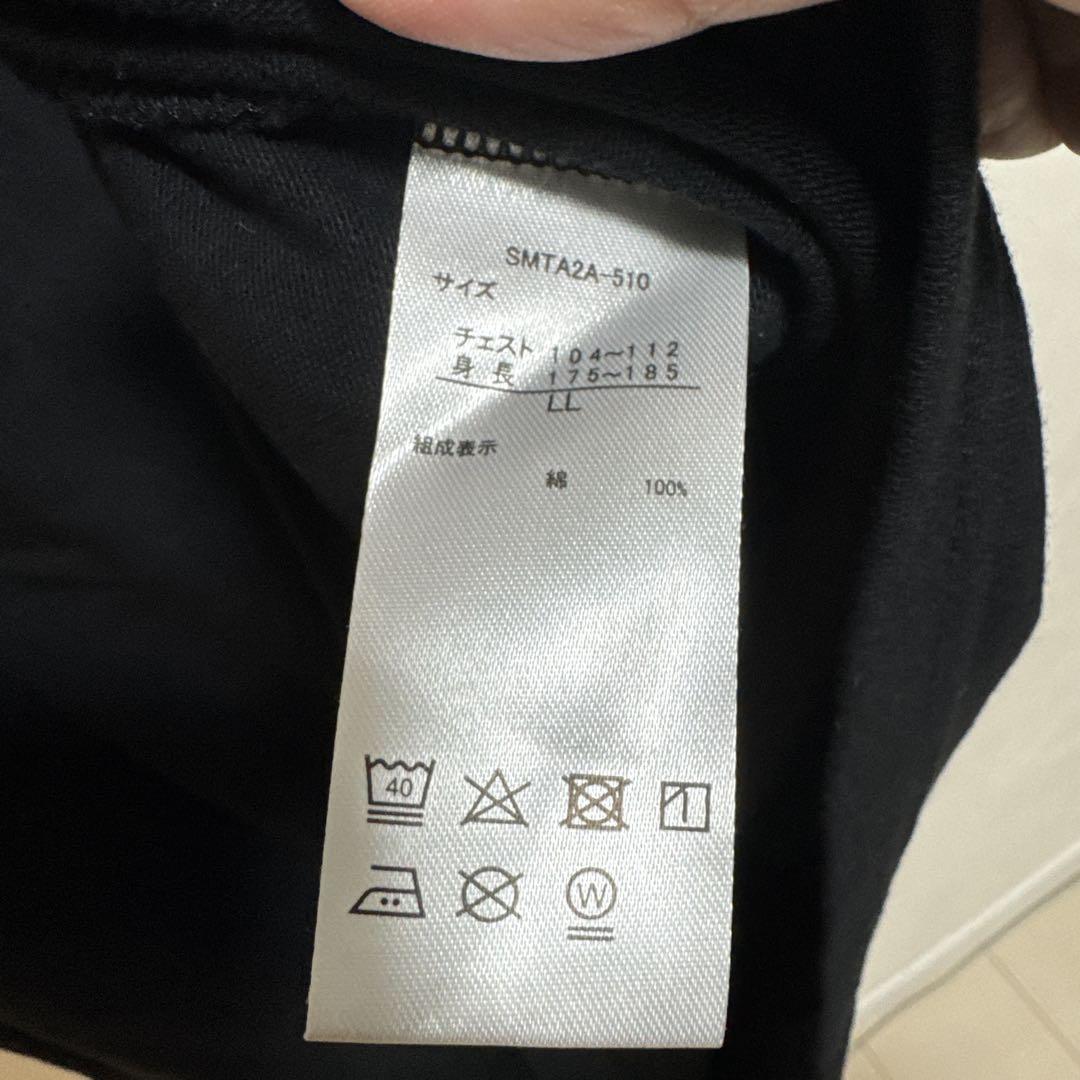 SMTA2A-510
サイズ
チェスト 104～112
身長 175～185
LL
組成表示
綿 100%
40
W